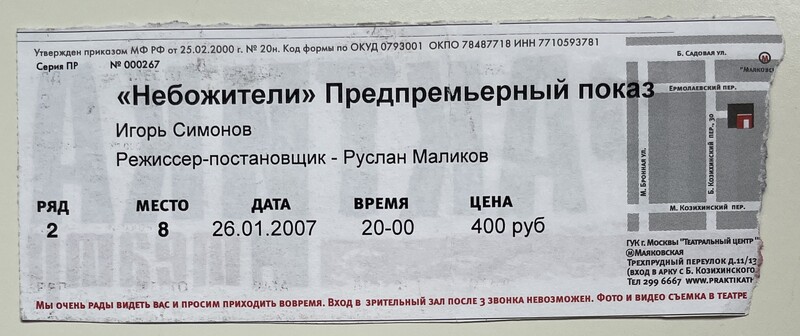 Утвержден приказом МФ РФ от 25.02.2000 г. № 20н. Код формы по ОКУД 0793001 ОКПО 78487718 ИНН 7710593781
Серия ПР № 000267
«Небожители» Предпремьерный показ
Игорь Симонов
Режиссер-постановщик - Руслан Маликов
РЯД МЕСТО ДАТА ВРЕМЯ ЦЕНА
2 8 26.01.2007 20-00 400 руб
Б. Садовая ул.
Ермолаевский пер.
М. Бронная ул.
Б. Козихинский пер., 30
М. Козихинский пер.
ГУК г. Москвы "Театральный центр"
М Маяковская
Трехпрудный переулок д.11/13
(вход в арку с Б. Козихинского
Тел 299 6667 www.praktikat
Мы очень рады видеть вас и просим приходить вовремя. Вход в зрительный зал после 3 звонка невозможен. Фото и видео съемка в театре